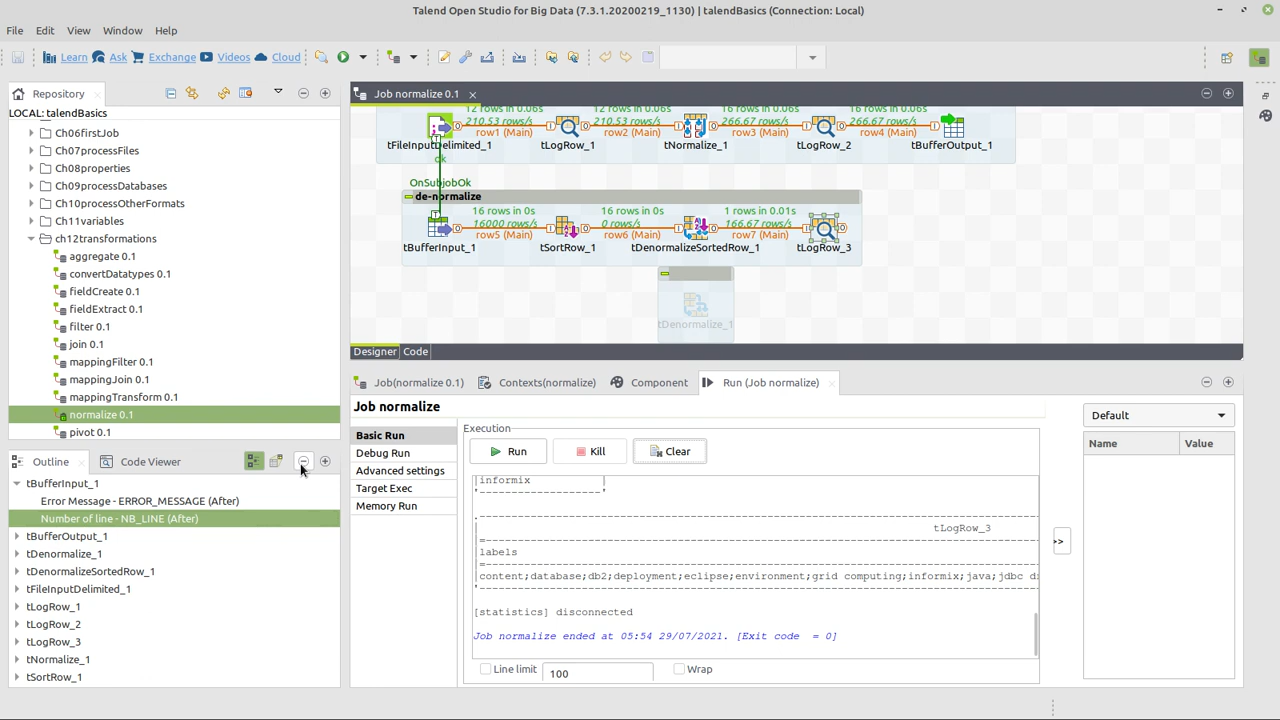 Talend Open Studio for Big Data (7.3.1.20200219_1130) | talendBasics (Connection: Local)
File Edit View Window Help
Learn Ask Exchange Videos Cloud
Repository
LOCAL: talendBasics
Ch06firstJob
Ch07processFiles
Ch08properties
Ch09processDatabases
Ch10processOtherFormats
Ch11variables
ch12transformations
aggregate 0.1
convertDatatypes 0.1
fieldCreate 0.1
fieldExtract 0.1
filter 0.1
join 0.1
mappingFilter 0.1
mappingJoin 0.1
mappingTransform 0.1
normalize 0.1
pivot 0.1
Outline Code Viewer
tBufferInput_1
Error Message - ERROR_MESSAGE (After)
Number of line - NB_LINE (After)
tBufferOutput_1
tDenormalize_1
tDenormalizeSortedRow_1
tFileInputDelimited_1
tLogRow_1
tLogRow_2
tLogRow_3
tNormalize_1
tSortRow_1
Job normalize 0.1
12 rows in 0.06s 12 rows in 0.06s 16 rows in 0.06s 16 rows in 0.06s
210.53 rows/s 210.53 rows/s 266.67 rows/s 266.67 rows/s
row1 (Main) row2 (Main) row3 (Main) row4 (Main)
tFileInputDelimited_1 tLogRow_1 tNormalize_1 tLogRow_2 tBufferOutput_1
ok
OnSubjobOk
de-normalize
16 rows in 0s 16 rows in 0s 1 rows in 0.01s
16000 rows/s 0 rows/s 166.67 rows/s
row5 (Main) row6 (Main) row7 (Main)
tBufferInput_1 tSortRow_1 tDenormalizeSortedRow_1 tLogRow_3
tDenormalize_1
Designer Code
Job(normalize 0.1) Contexts(normalize) Component Run (Job normalize)
Job normalize
Basic Run
Debug Run
Advanced settings
Target Exec
Memory Run
Execution
Run Kill Clear
|informix |
'-------------------'
tLogRow_3
labels
content;database;db2;deployment;eclipse;environment;grid computing;informix;java;jdbc
[statistics] disconnected
Job normalize ended at 05:54 29/07/2021. [Exit code = 0]
Line limit 100 Wrap
>>
Default
Name Value